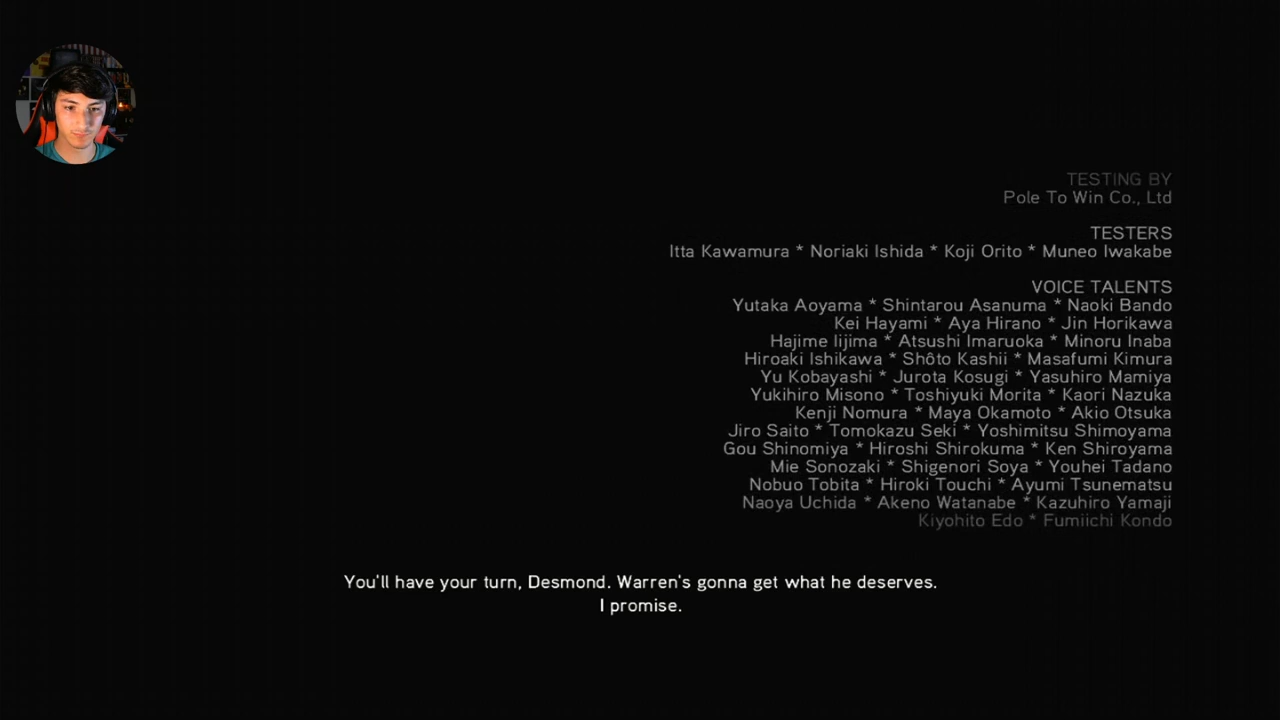 TESTING BY
Pole To Win Co., Ltd
TESTERS
Itta Kawamura * Noriaki Ishida * Koji Orito * Muneo Iwakabe
VOICE TALENTS
Yutaka Aoyama * Shintarou Asanuma * Naoki Bando
Kei Hayami * Aya Hirano * Jin Horikawa
Hajime Iijima * Atsushi Imaruoka * Minoru Inaba
Hiroaki Ishikawa * Shôto Kashii * Masafumi Kimura
Yu Kobayashi * Jurota Kosugi * Yasuhiro Mamiya
Yukihiro Misono * Toshiyuki Morita * Kaori Nazuka
Kenji Nomura * Maya Okamoto * Akio Otsuka
Jiro Saito * Tomokazu Seki * Yoshimitsu Shimoyama
Gou Shinomiya * Hiroshi Shirokuma * Ken Shiroyama
Mie Sonozaki * Shigenori Soya * Youhei Tadano
Nobuo Tobita * Hiroki Touchi * Ayumi Tsunematsu
Naoya Uchida * Akeno Watanabe * Kazuhiro Yamaji
Kiyohito Edo * Fumiichi Kondo
You'll have your turn, Desmond. Warren's gonna get what he deserves.
I promise.